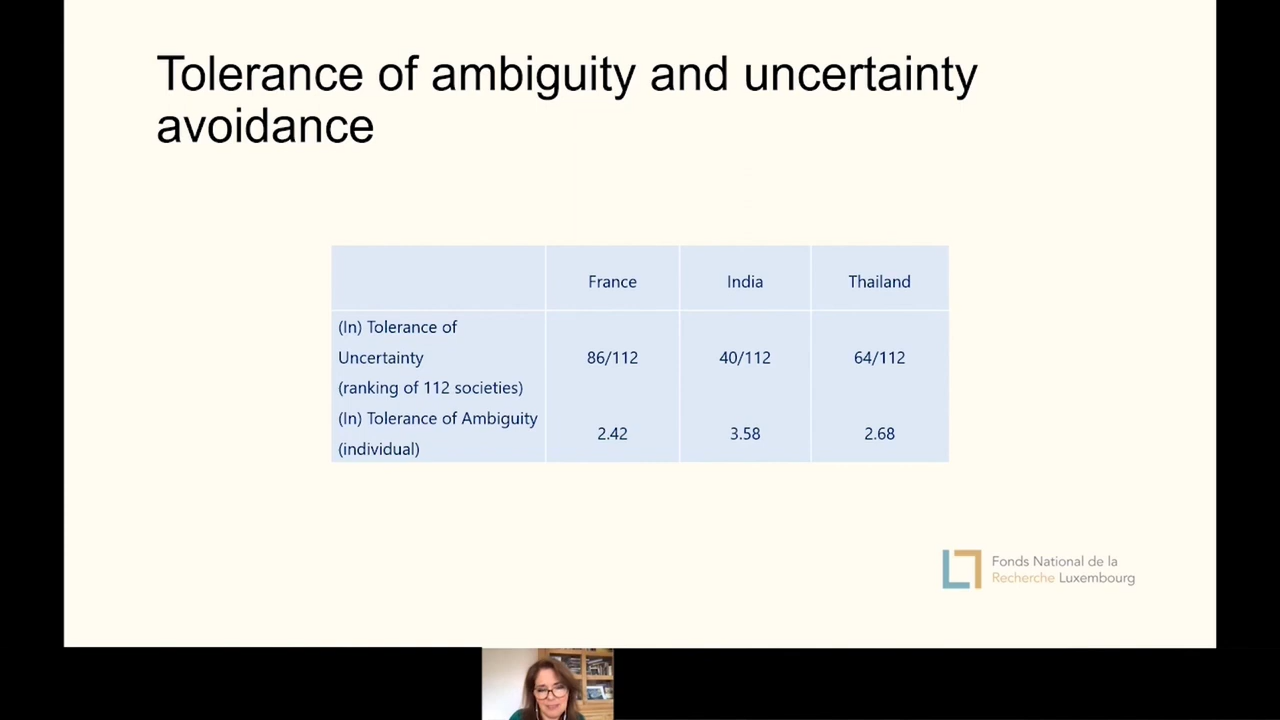 Tolerance of ambiguity and uncertainty
avoidance
France India Thailand
(In) Tolerance of
Uncertainty
(ranking of 112 societies)
86/112 40/112 64/112
(In) Tolerance of Ambiguity
(individual)
2.42 3.58 2.68
Fonds National de la
Recherche Luxembourg